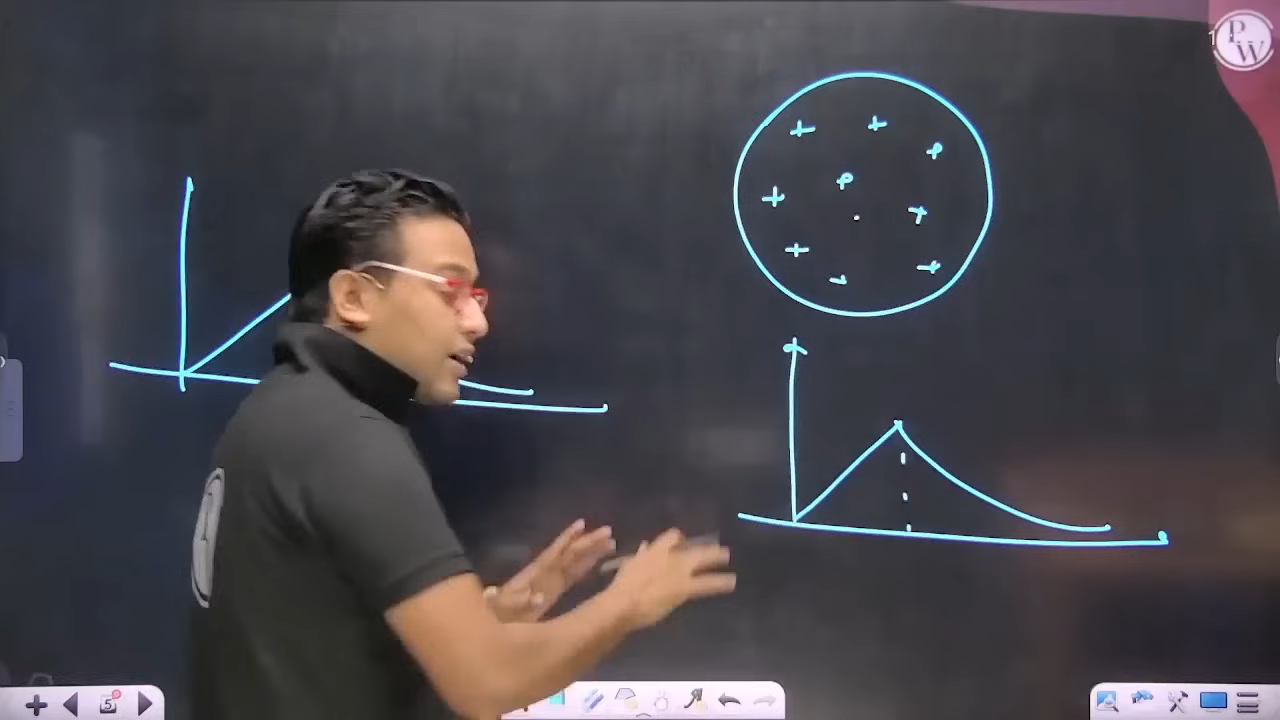 PW
+ + +
+ + +
+ + -
5